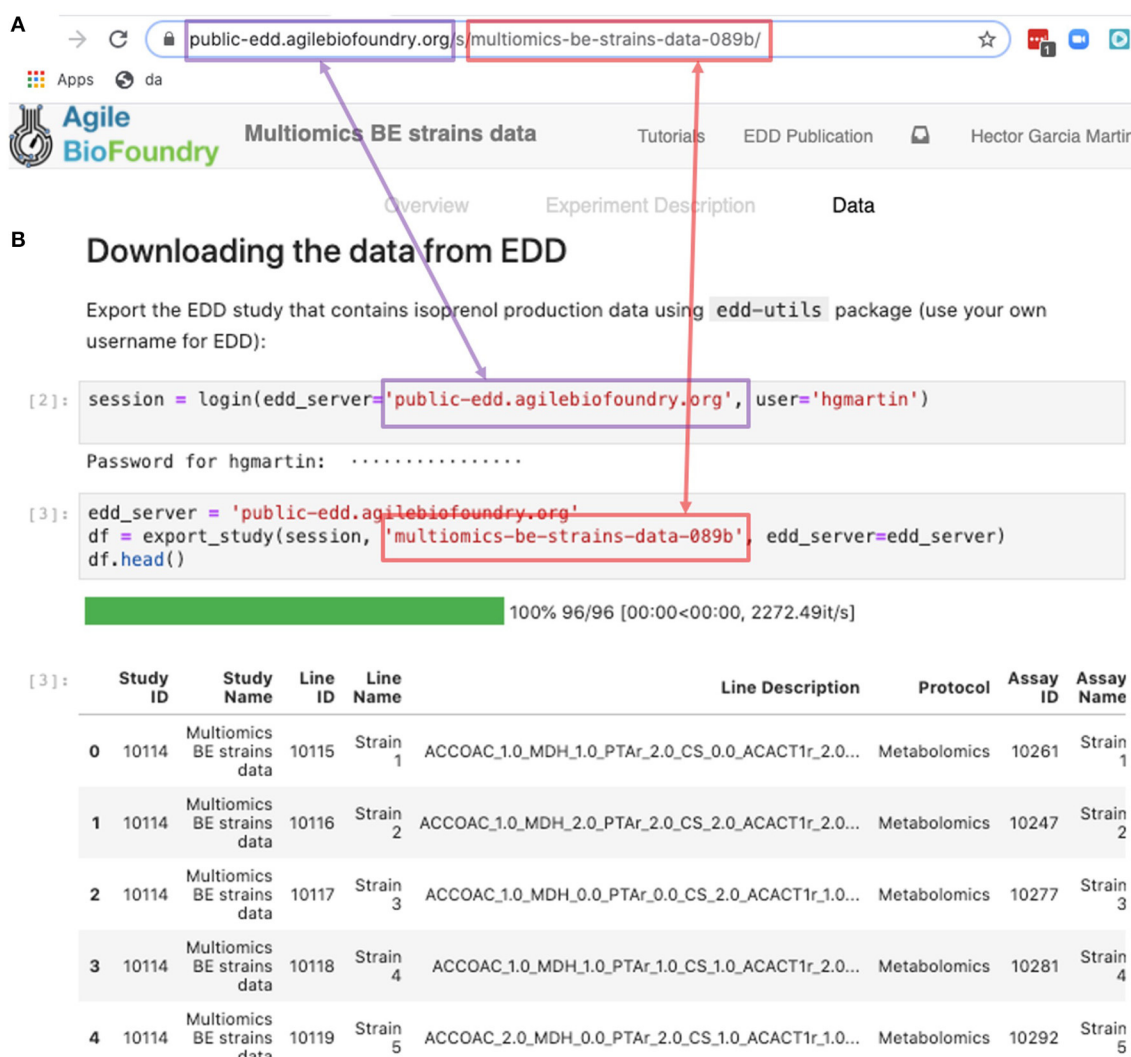 A
public-edd.agilebiofoundry.org/s/multiomics-be-strains-data-089b/
1
Apps da
Agile
BioFoundry
Multiomics BE strains data Tutorials EDD Publication Hector Garcia Martin
Overview Experiment Description Data
B
Downloading the data from EDD
Export the EDD study that contains isoprenol production data using edd-utils package (use your own
username for EDD):
[2]: session = login(edd_server='public-edd.agilebiofoundry.org', user='hgmartin')
Password for hgmartin: ················
[3]: edd_server = 'public-edd.agilebiofoundry.org'
df = export_study(session, 'multiomics-be-strains-data-089b', edd_server=edd_server)
df.head()
100% 96/96 [00:00<00:00, 2272.49it/s]
[3]: Study ID Study Name Line ID Line Name Line Description Protocol Assay ID Assay Name
0 10114 Multiomics BE strains data 10115 Strain 1 ACCOAC_1.0_MDH_1.0_PTAr_2.0_CS_0.0_ACACT1r_2.0... Metabolomics 10261 Strain 1
1 10114 Multiomics BE strains data 10116 Strain 2 ACCOAC_1.0_MDH_2.0_PTAr_2.0_CS_2.0_ACACT1r_2.0... Metabolomics 10247 Strain 2
2 10114 Multiomics BE strains data 10117 Strain 3 ACCOAC_1.0_MDH_0.0_PTAr_0.0_CS_2.0_ACACT1r_1.0... Metabolomics 10277 Strain 3
3 10114 Multiomics BE strains data 10118 Strain 4 ACCOAC_1.0_MDH_1.0_PTAr_1.0_CS_1.0_ACACT1r_2.0... Metabolomics 10281 Strain 4
4 10114 Multiomics BE strains data 10119 Strain 5 ACCOAC_2.0_MDH_0.0_PTAr_2.0_CS_1.0_ACACT1r_1.0... Metabolomics 10292 Strain 5